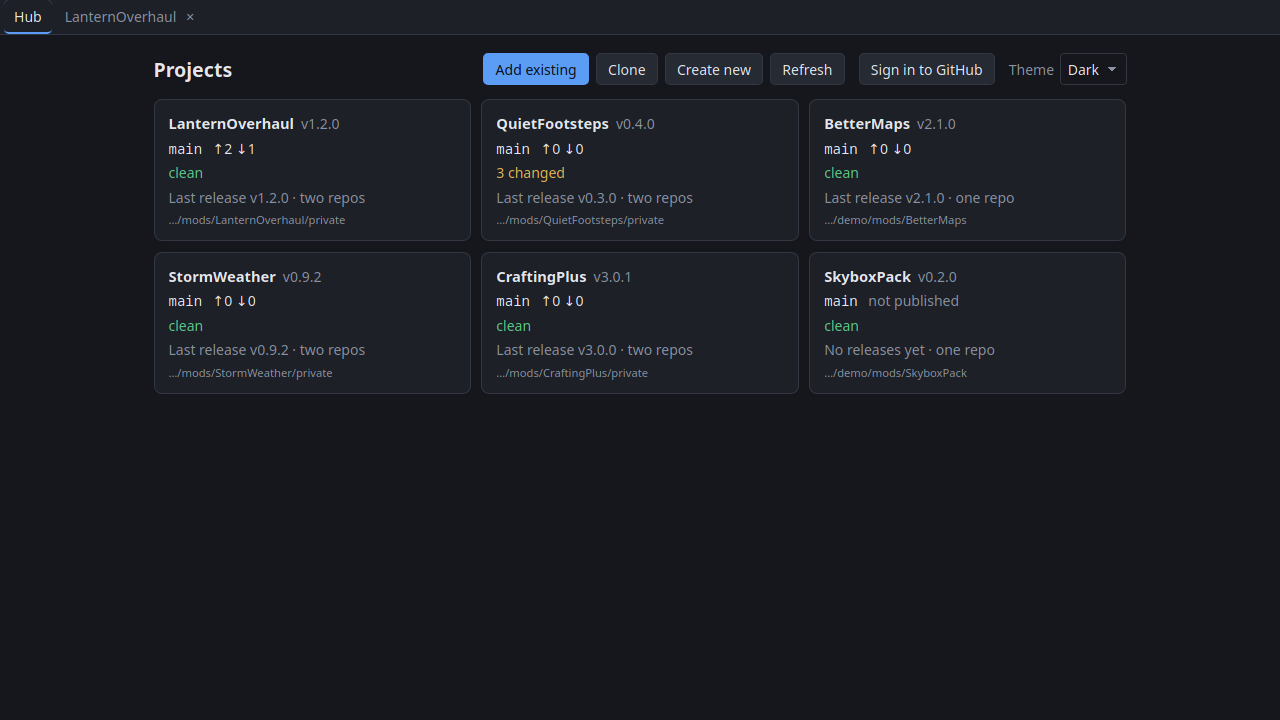 Hub LanternOverhaul ×
Projects Add existing Clone Create new Refresh Sign in to GitHub Theme Dark
LanternOverhaul v1.2.0
main ↑2 ↓1
clean
Last release v1.2.0 · two repos
…/mods/LanternOverhaul/private
QuietFootsteps v0.4.0
main ↑0 ↓0
3 changed
Last release v0.3.0 · two repos
…/mods/QuietFootsteps/private
BetterMaps v2.1.0
main ↑0 ↓0
clean
Last release v2.1.0 · one repo
…/demo/mods/BetterMaps
StormWeather v0.9.2
main ↑0 ↓0
clean
Last release v0.9.2 · two repos
…/mods/StormWeather/private
CraftingPlus v3.0.1
main ↑0 ↓0
clean
Last release v3.0.0 · two repos
…/mods/CraftingPlus/private
SkyboxPack v0.2.0
main not published
clean
No releases yet · one repo
…/demo/mods/SkyboxPack